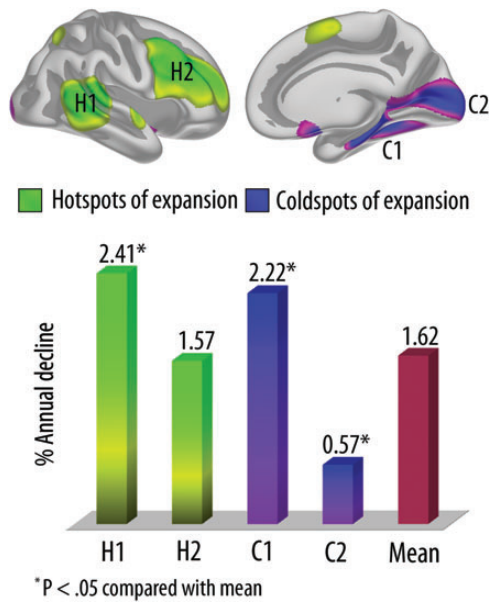 H1 H2
C2
C1
Hotspots of expansion Coldspots of expansion
2.41* 1.57 2.22* 0.57* 1.62
% Annual decline
H1 H2 C1 C2 Mean
*P < .05 compared with mean